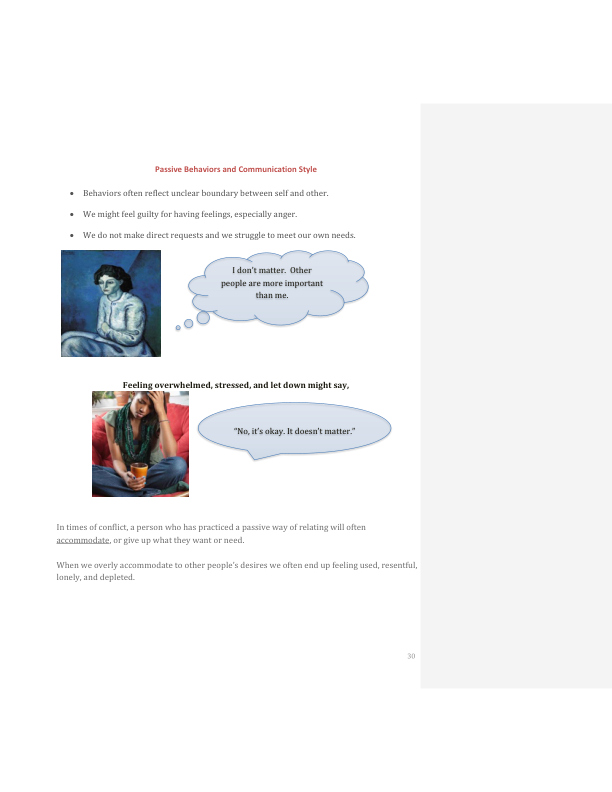 Passive Behaviors and Communication Style
• Behaviors often reflect unclear boundary between self and other.
• We might feel guilty for having feelings, especially anger.
• We do not make direct requests and we struggle to meet our own needs.
I don't matter.  Other
people are more important
than me.
Feeling overwhelmed, stressed, and let down might say,
"No, it's okay. It doesn't matter."
In times of conflict, a person who has practiced a passive way of relating will often
accommodate, or give up what they want or need.
When we overly accommodate to other people's desires we often end up feeling used, resentful,
lonely, and depleted.
30